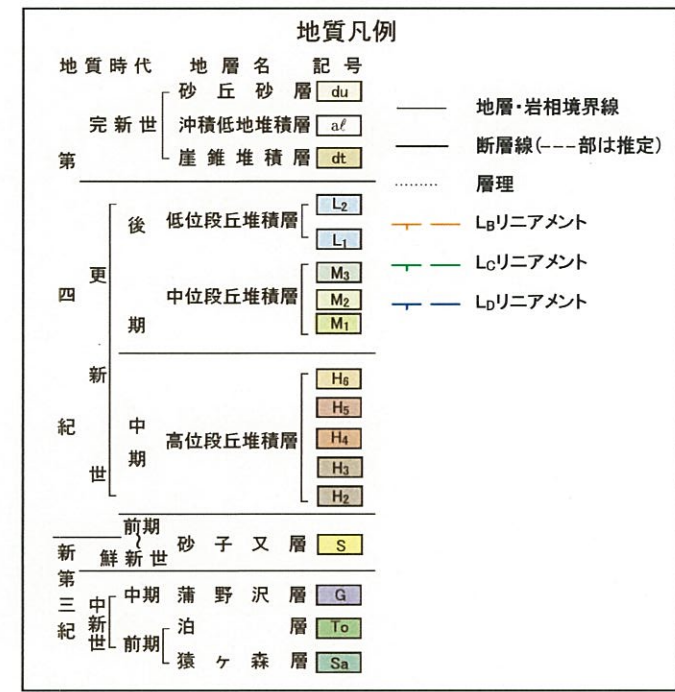 地質凡例
地質時代 地層名 記号
第四紀
完新世
砂丘砂層 du
沖積低地堆積層 aℓ
崖錐堆積層 dt
更新世
後期
低位段丘堆積層
L₂
L₁
中位段丘堆積層
M₃
M₂
M₁
中期
高位段丘堆積層
H₆
H₅
H₄
H₃
H₂
前期
〜
鮮新世
砂子又層 S
新第三紀
中新世
中期 蒲野沢層 G
前期
泊層 To
猿ヶ森層 Sa
地層・岩相境界線
断層線(---部は推定)
層理
LBリニアメント
LCリニアメント
LDリニアメント